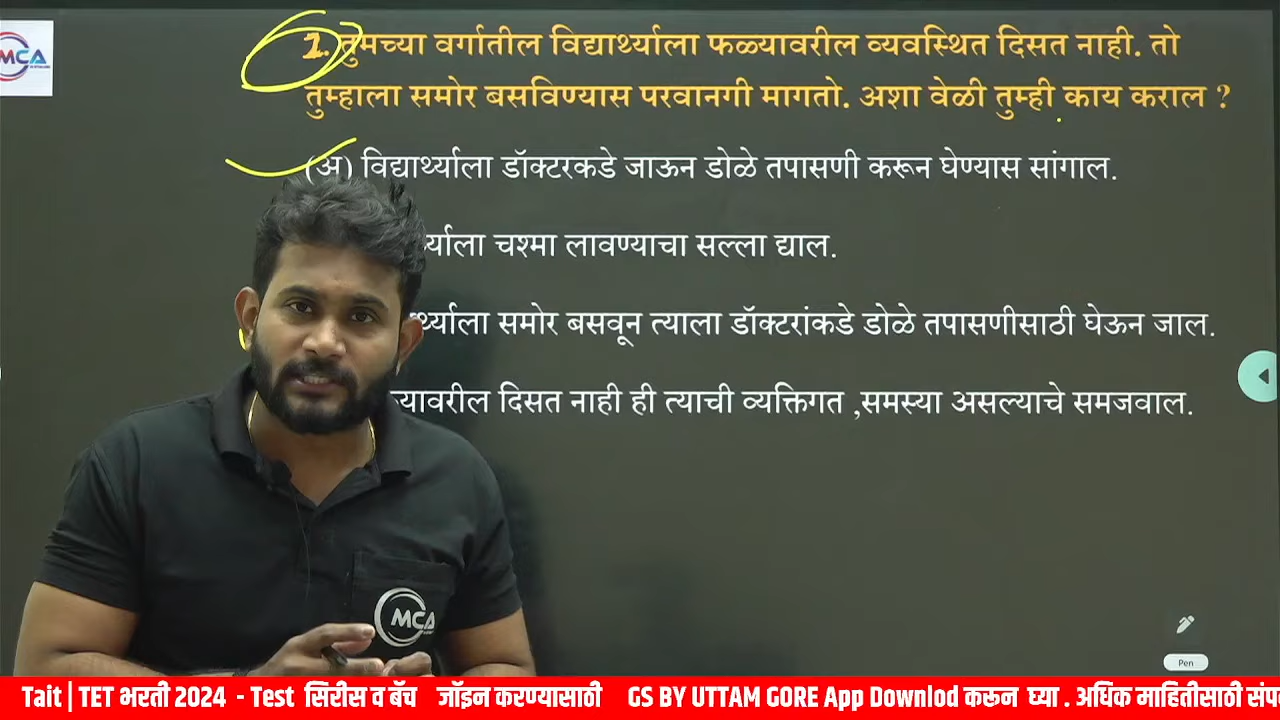 MCA
1. तुमच्या वर्गातील विद्यार्थ्याला फळ्यावरील व्यवस्थित दिसत नाही. तो
तुम्हाला समोर बसविण्यास परवानगी मागतो. अशा वेळी तुम्ही काय कराल ?
(अ) विद्यार्थ्याला डॉक्टरकडे जाऊन डोळे तपासणी करून घेण्यास सांगाल.
चश्मा लावण्याचा सल्ला द्याल.
समोर बसवून त्याला डॉक्टरांकडे डोळे तपासणीसाठी घेऊन जाल.
दिसत नाही ही त्याची व्यक्तिगत ,समस्या असल्याचे समजवाल.
MCA
Pen
Tait | TET भरती 2024 - Test सिरीस व बॅच जॉइन करण्यासाठी GS BY UTTAM GORE App Downlod करून घ्या . अधिक माहितीसाठी